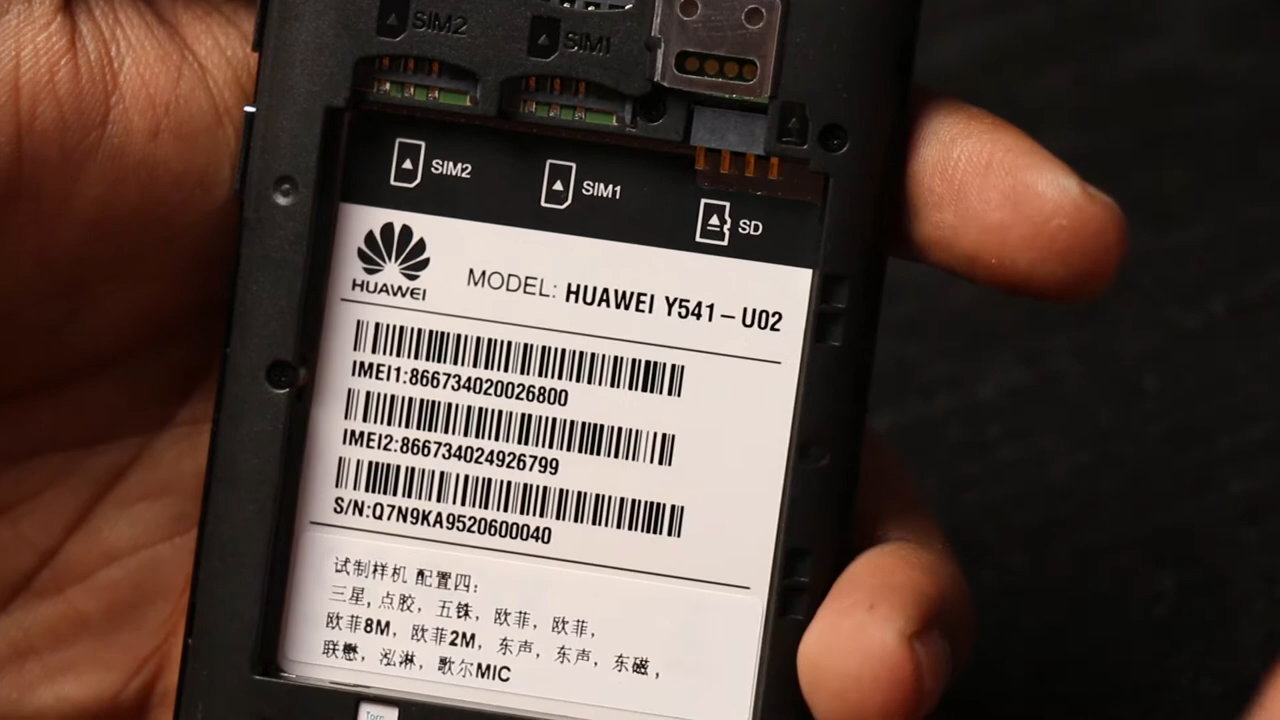 SIM2
SIM1
SIM2
SIM1
SD
HUAWEI
MODEL: HUAWEI Y541-U02
IMEI1:866734020026800
IMEI2:866734024926799
S/N:Q7N9KA9520600040
试制样机 配置四:
三星, 点胶, 五铢, 欧菲, 欧菲,
欧菲8M, 欧菲2M, 东声, 东声, 东磁,
联懋, 泓淋, 歌尔MIC
Torn